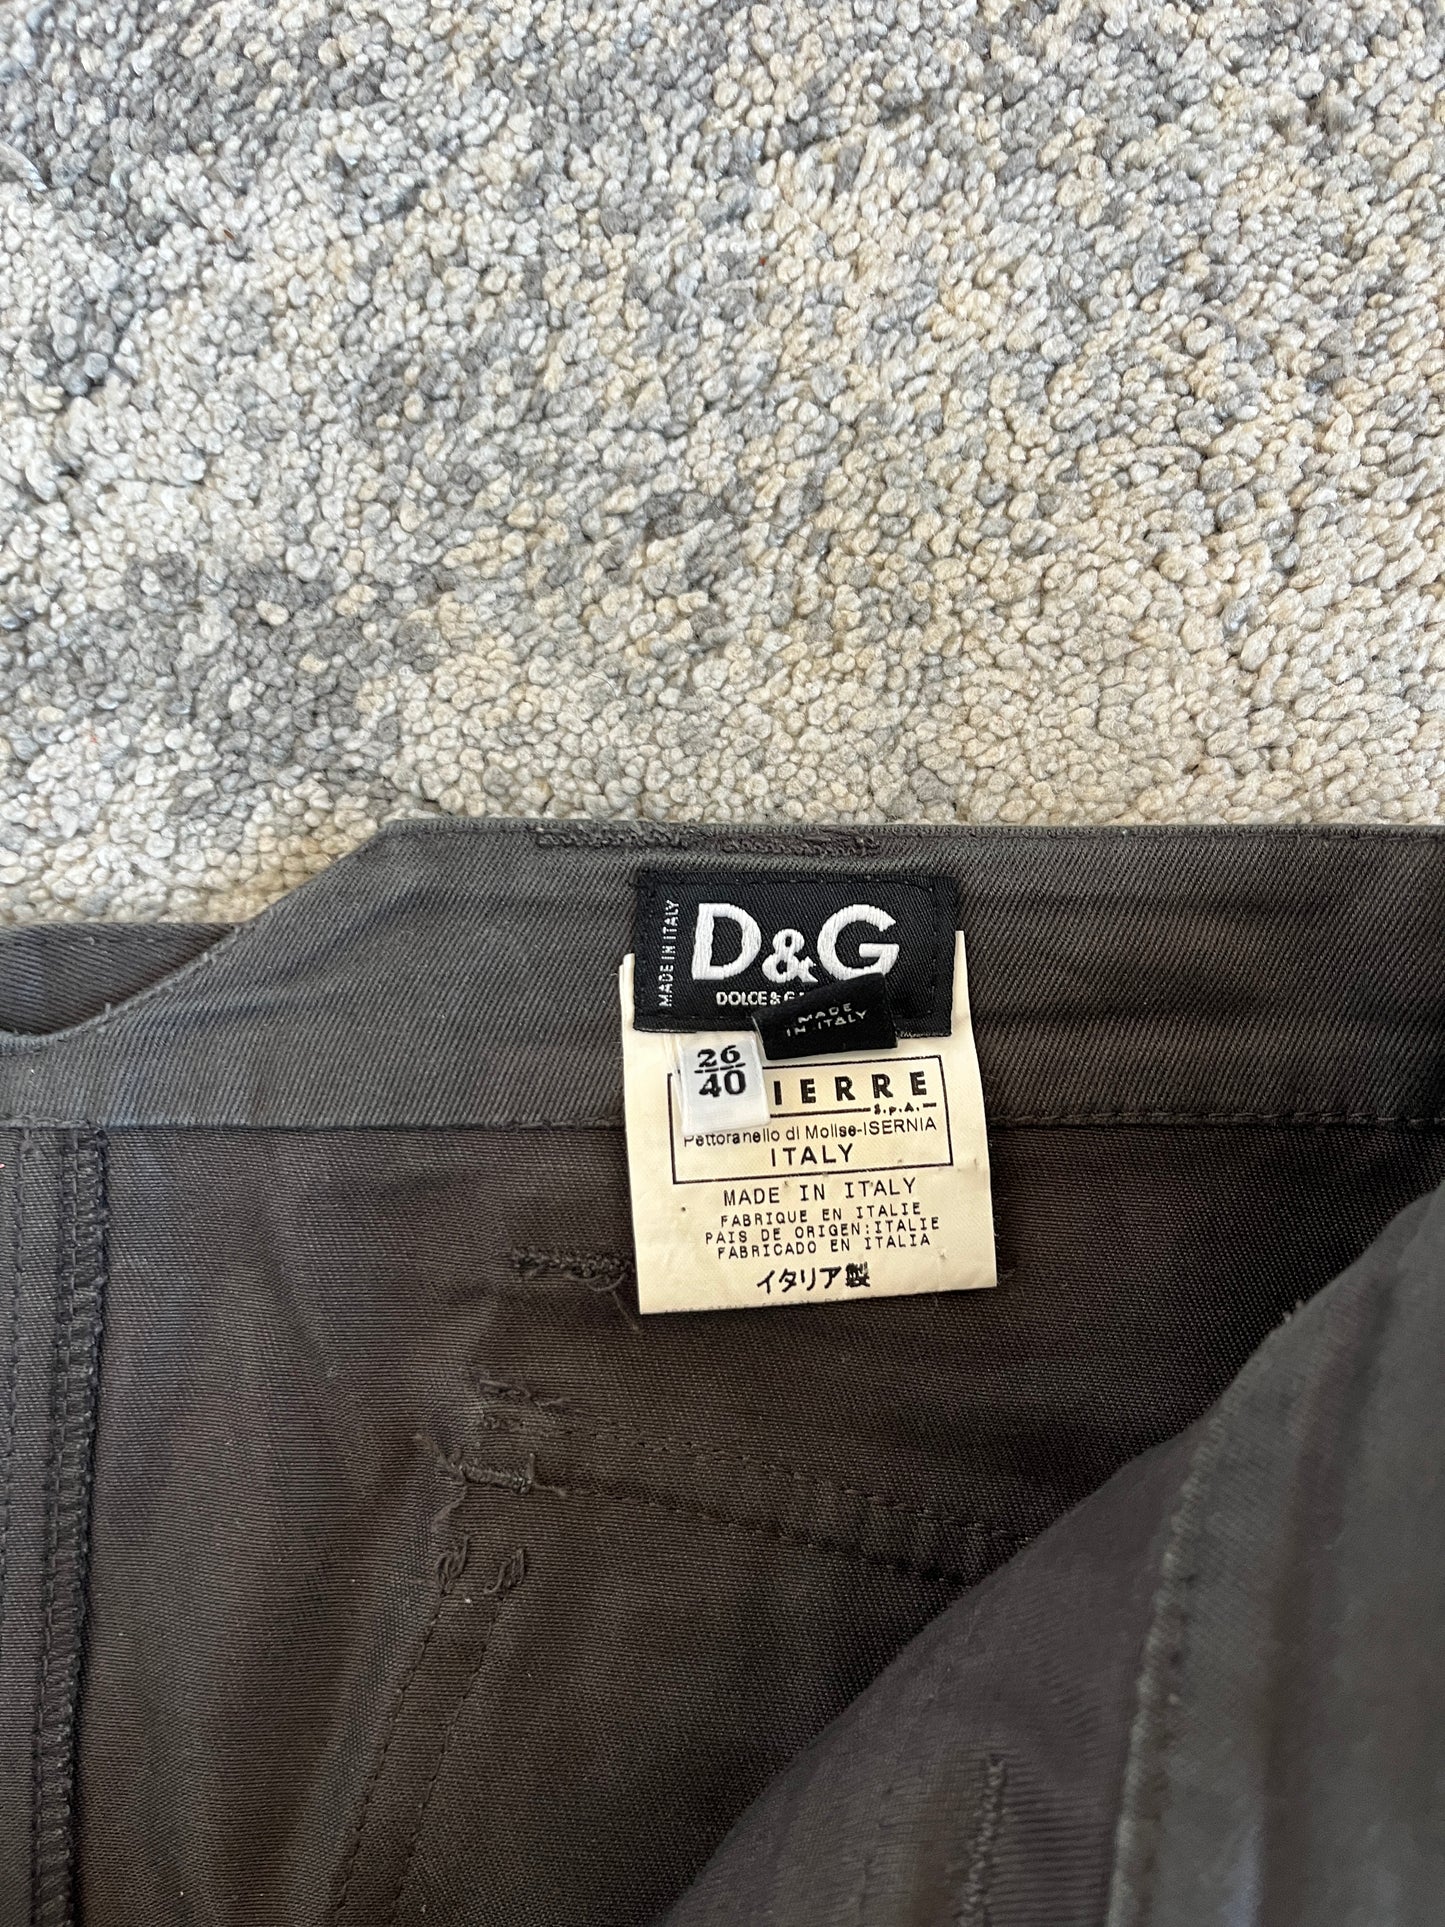 MADE IN ITALY
D&G
DOLCE &
MADE
IN ITALY
26
40
IERRE
S.p.A.
Pettoranello di Molise-ISERNIA
ITALY
MADE IN ITALY
FABRIQUE EN ITALIE
PAIS DE ORIGEN:ITALIE
FABRICADO EN ITALIA
イタリア製